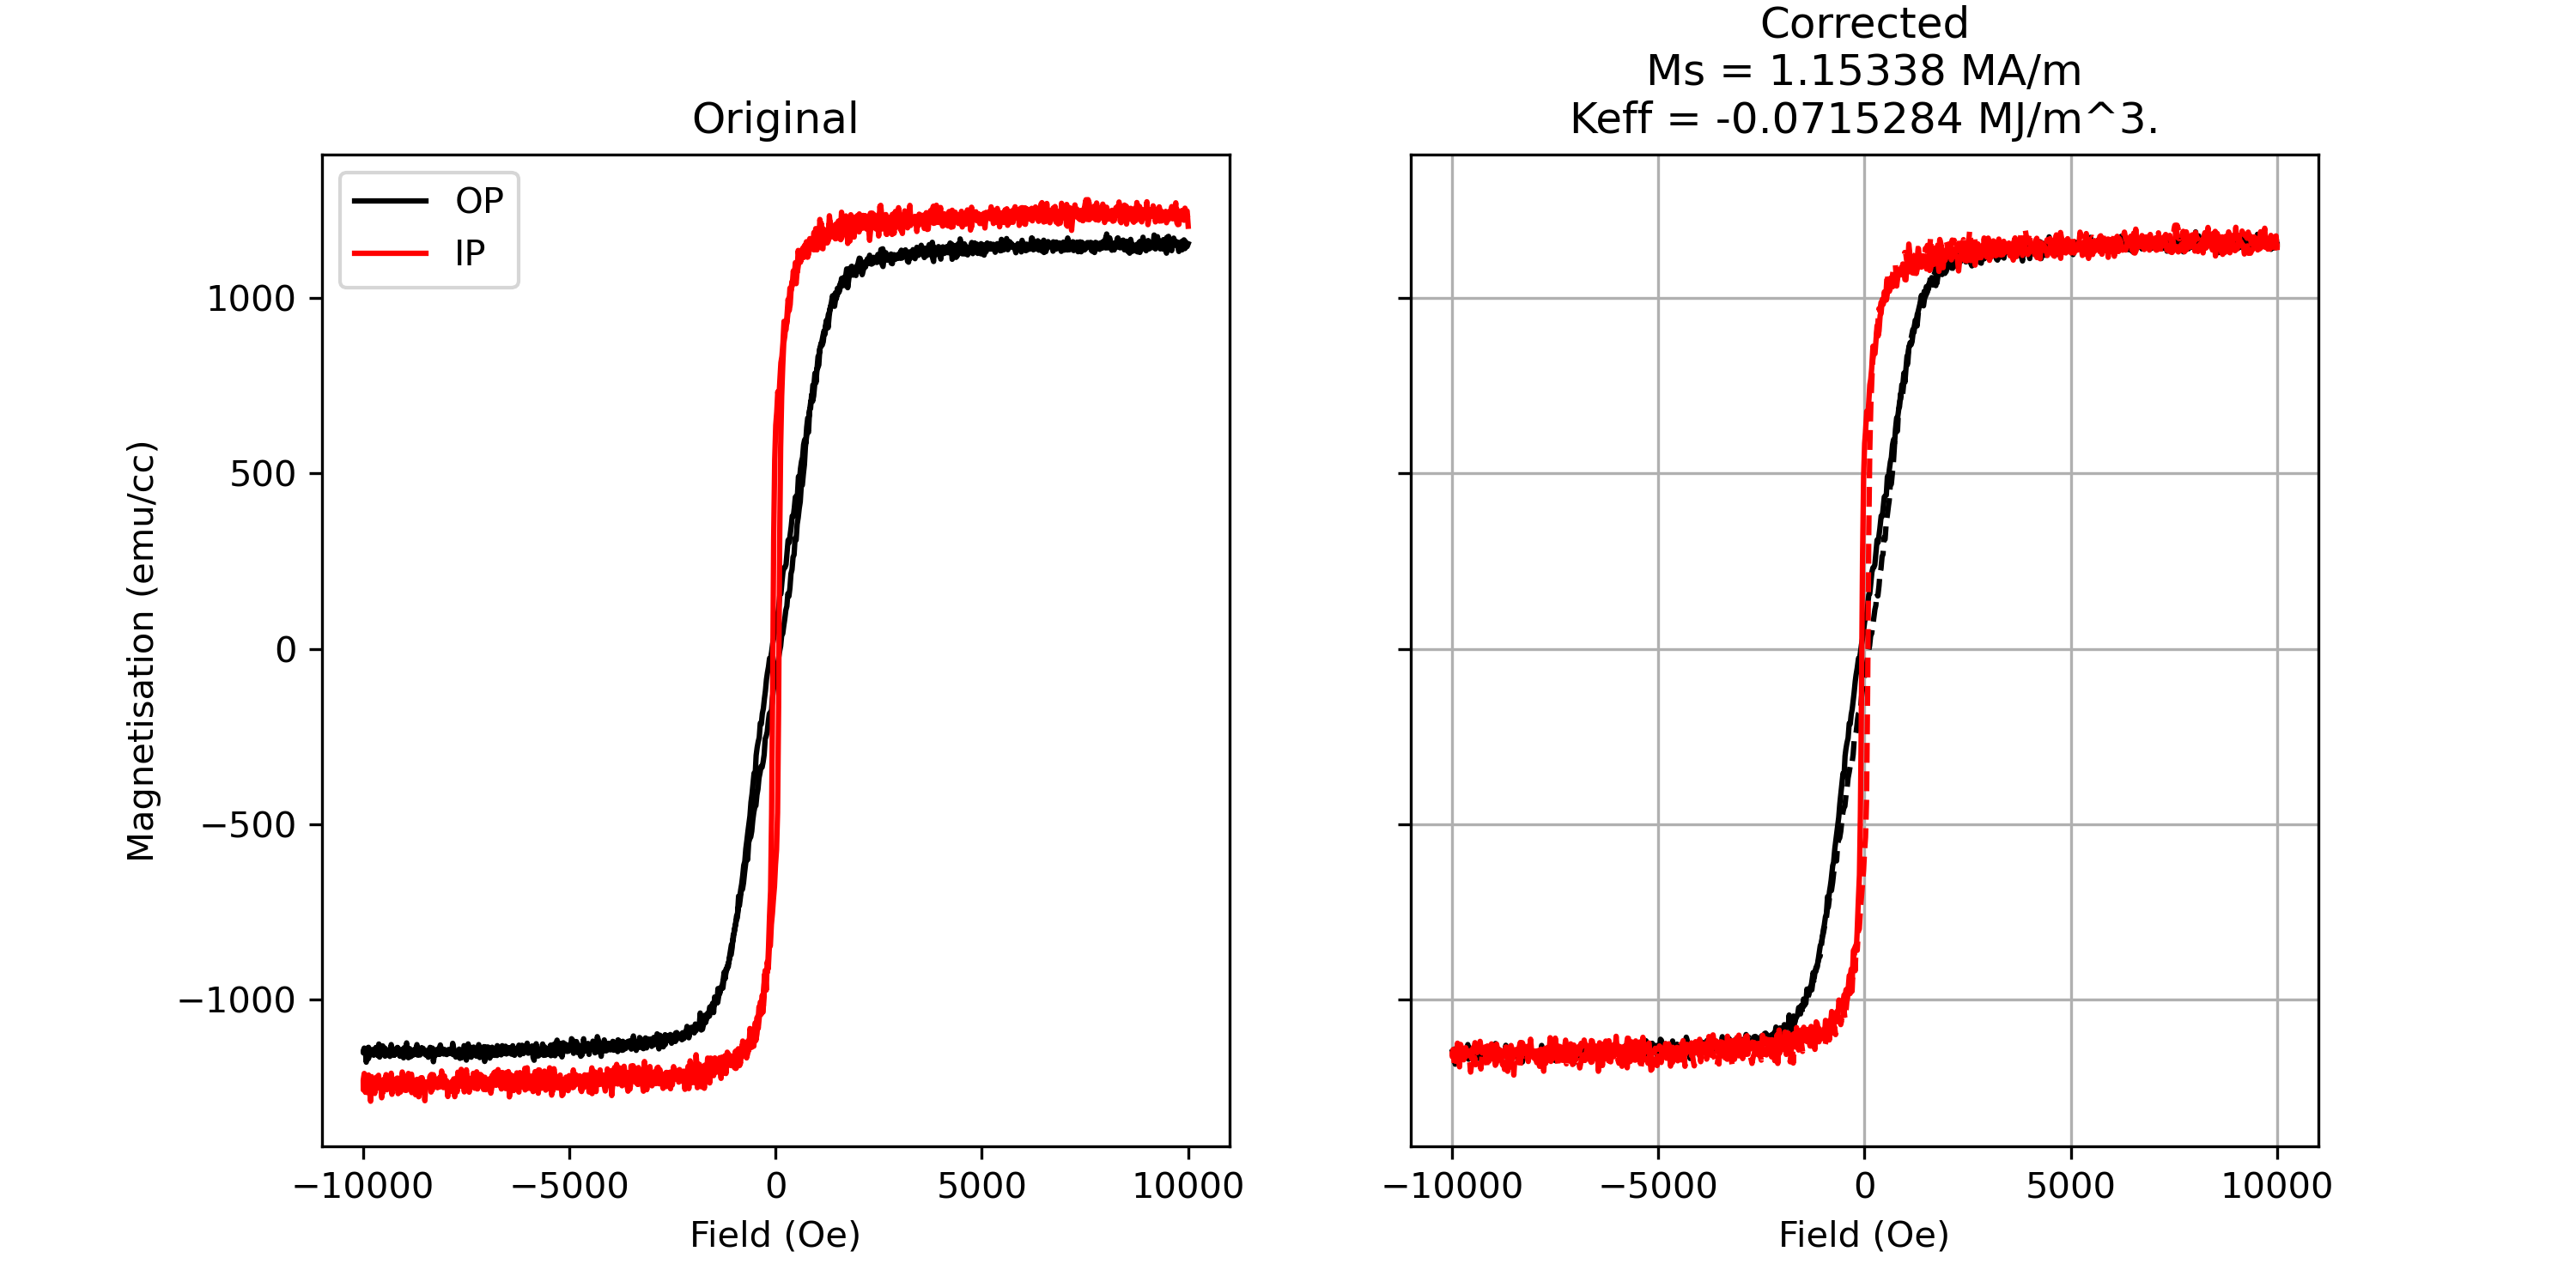 Original
OP
IP
1000
500
0
−500
−1000
Magnetisation (emu/cc)
−10000 −5000 0 5000 10000
Field (Oe)
Corrected
Ms = 1.15338 MA/m
Keff = -0.0715284 MJ/m^3.
−10000 −5000 0 5000 10000
Field (Oe)